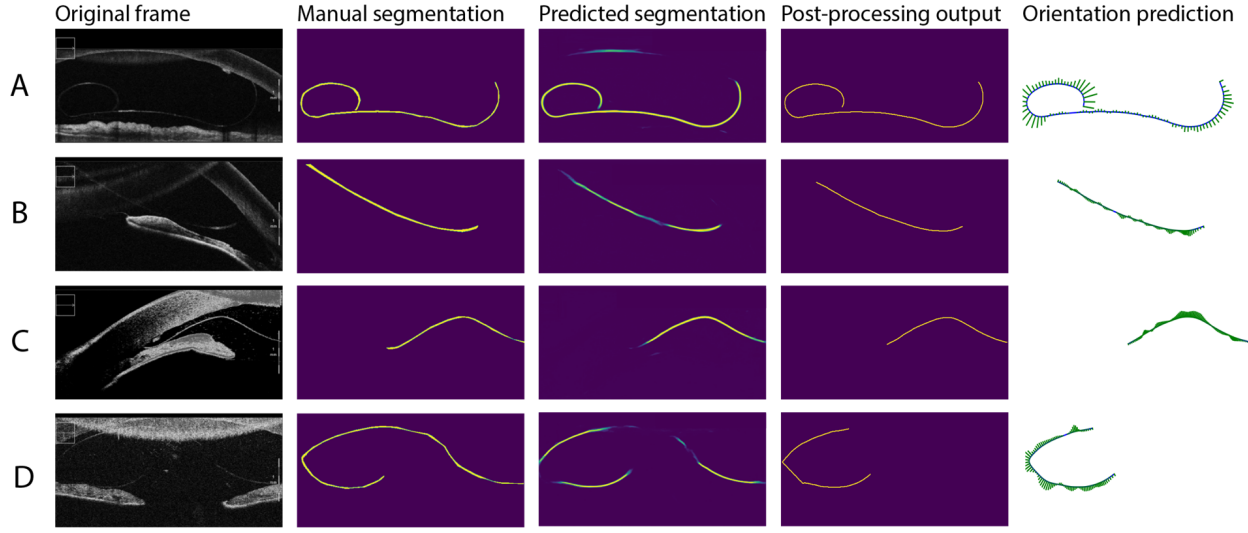 Original frame Manual segmentation Predicted segmentation Post-processing output Orientation prediction
A
B
C
D